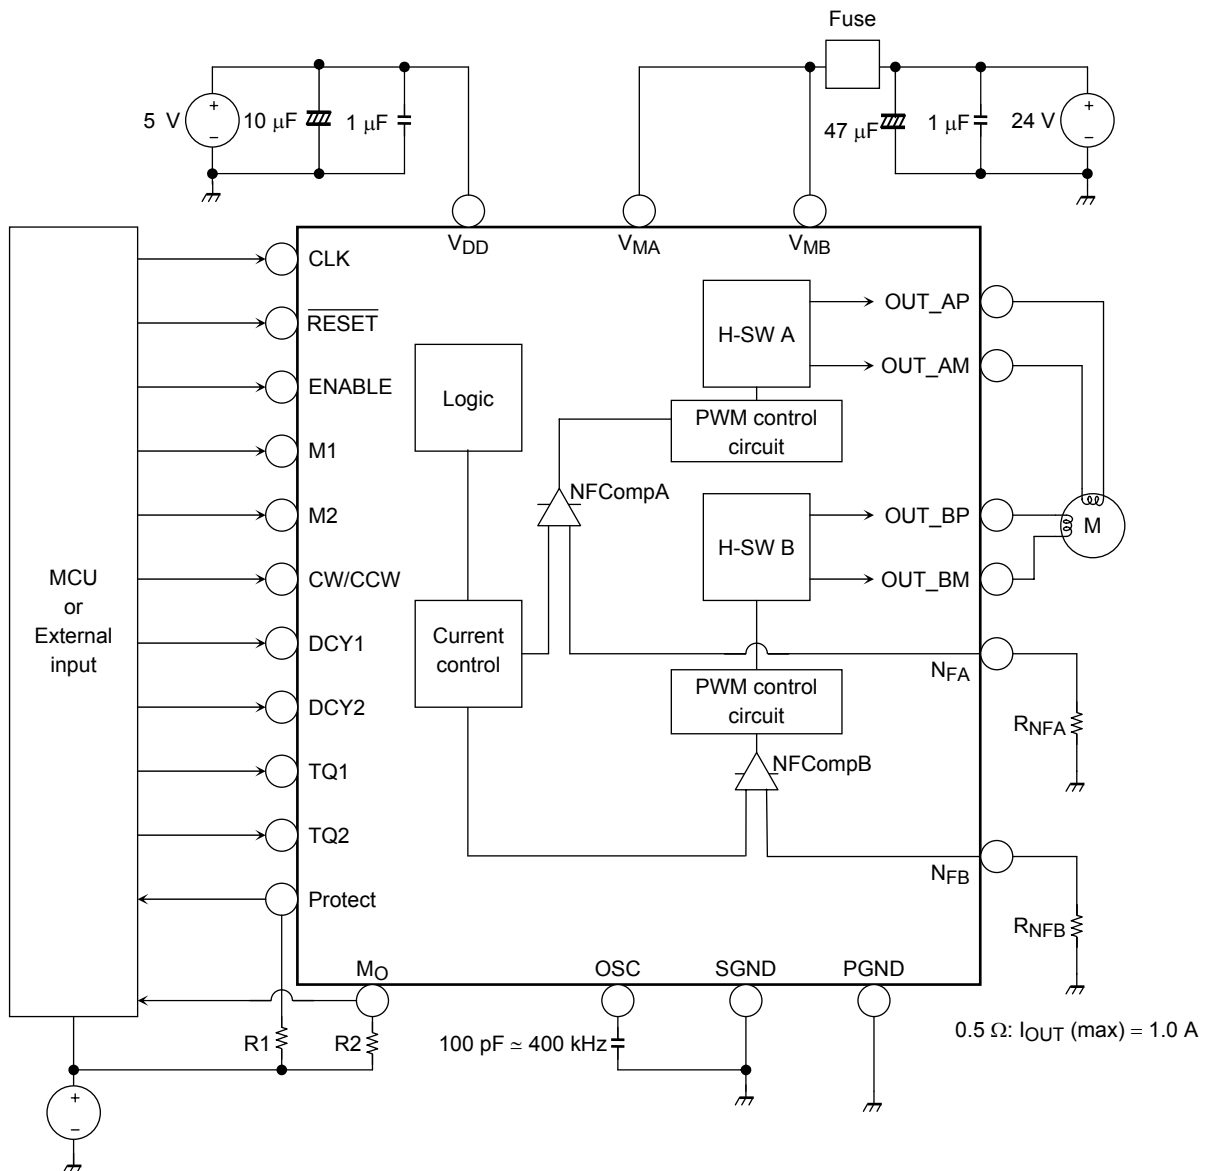 Fuse
5 V
10 μF
1 μF
47 μF
1 μF
24 V
+
−
+
−
VDD
VMA
VMB
CLK
RESET
ENABLE
M1
M2
CW/CCW
DCY1
DCY2
TQ1
TQ2
Protect
MCU
or
External
input
Logic
Current
control
NFCompA
H-SW A
PWM control
circuit
OUT_AP
OUT_AM
H-SW B
OUT_BP
OUT_BM
M
PWM control
circuit
NFCompB
NFA
RNFA
NFB
RNFB
MO
OSC
SGND
PGND
R1
R2
100 pF ≃ 400 kHz
0.5 Ω: IOUT (max) = 1.0 A
+
−